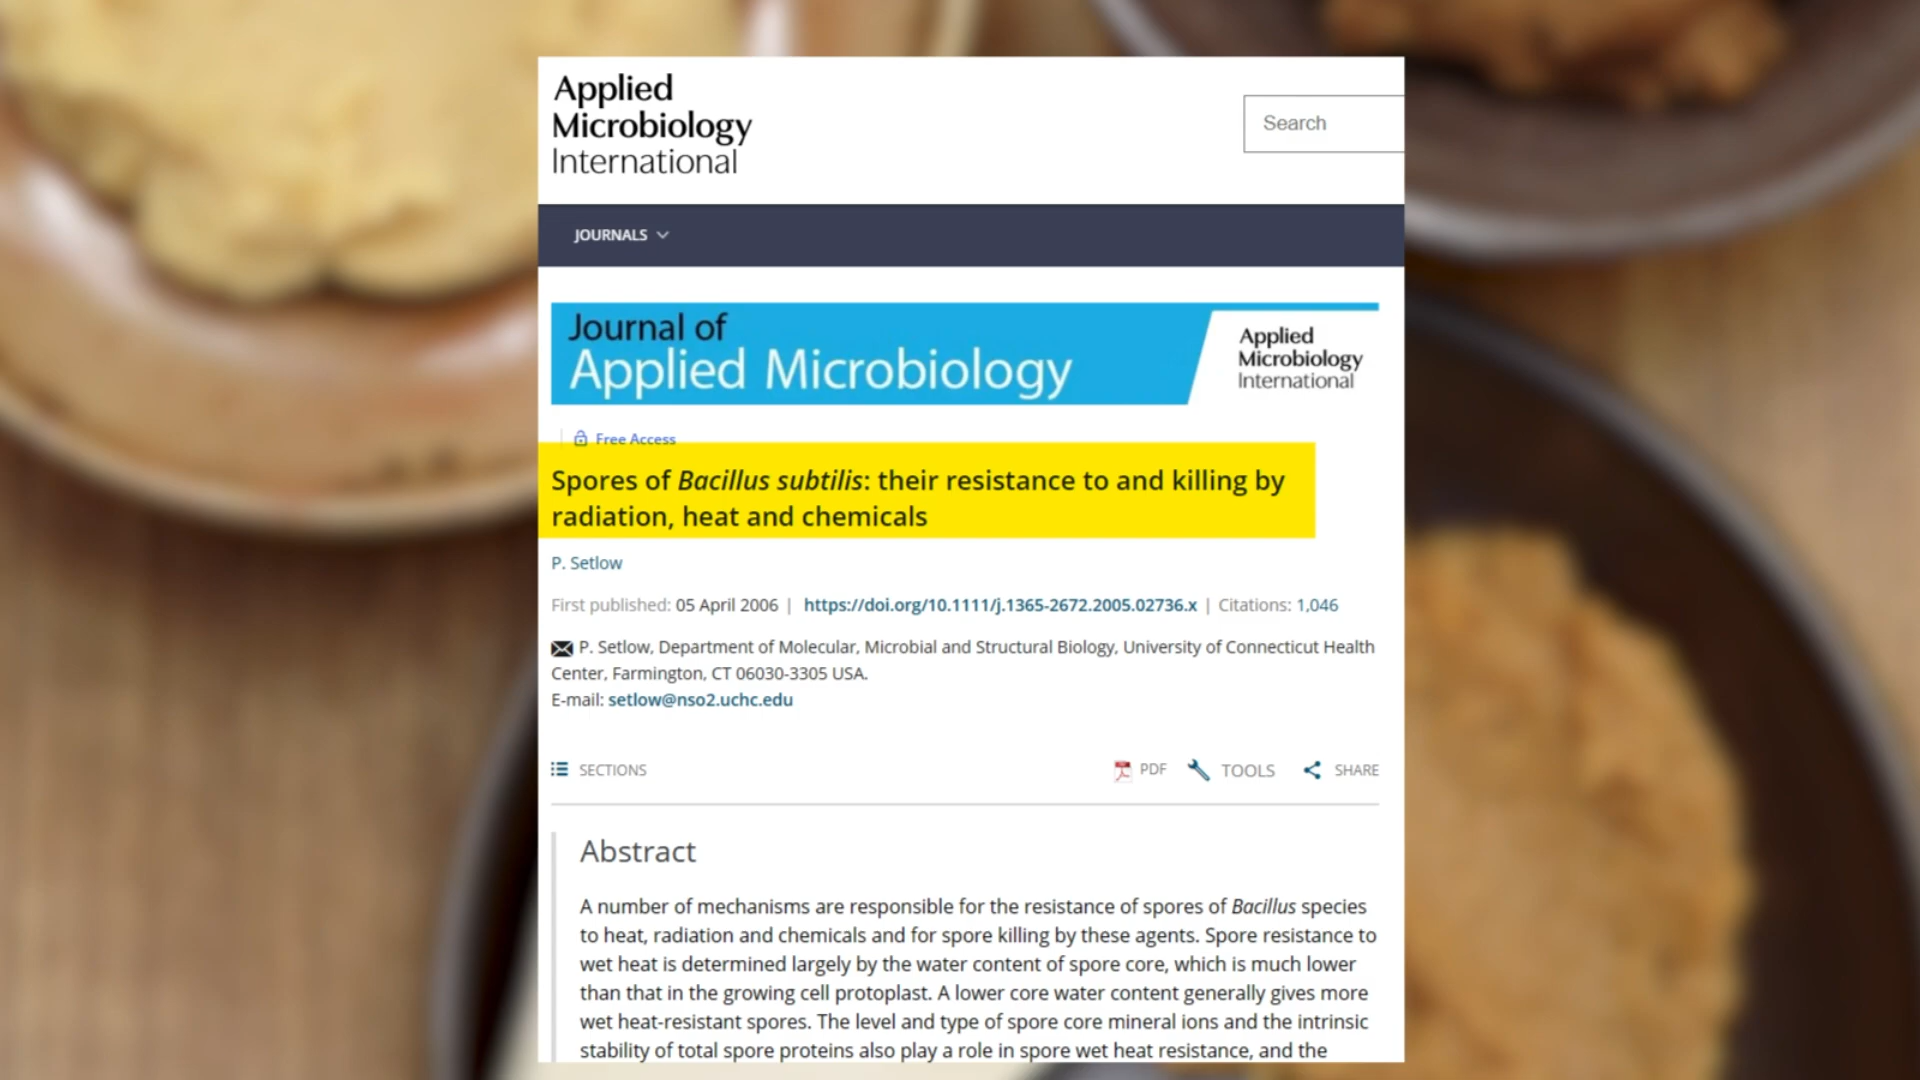 Applied
Microbiology
International
Search
JOURNALS
Journal of
Applied Microbiology
Applied
Microbiology
International
Free Access
Spores of Bacillus subtilis: their resistance to and killing by
radiation, heat and chemicals
P. Setlow
First published: 05 April 2006 | https://doi.org/10.1111/j.1365-2672.2005.02736.x | Citations: 1,046
P. Setlow, Department of Molecular, Microbial and Structural Biology, University of Connecticut Health
Center, Farmington, CT 06030-3305 USA.
E-mail: setlow@nso2.uchc.edu
SECTIONS
PDF
TOOLS
SHARE
Abstract
A number of mechanisms are responsible for the resistance of spores of Bacillus species
to heat, radiation and chemicals and for spore killing by these agents. Spore resistance to
wet heat is determined largely by the water content of spore core, which is much lower
than that in the growing cell protoplast. A lower core water content generally gives more
wet heat-resistant spores. The level and type of spore core mineral ions and the intrinsic
stability of total spore proteins also play a role in spore wet heat resistance, and the